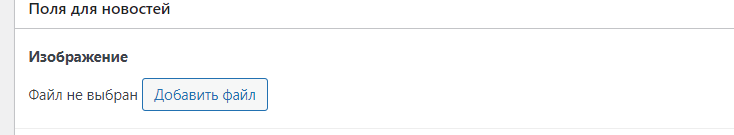 Поля для новостей
Изображение
Файл не выбран Добавить файл